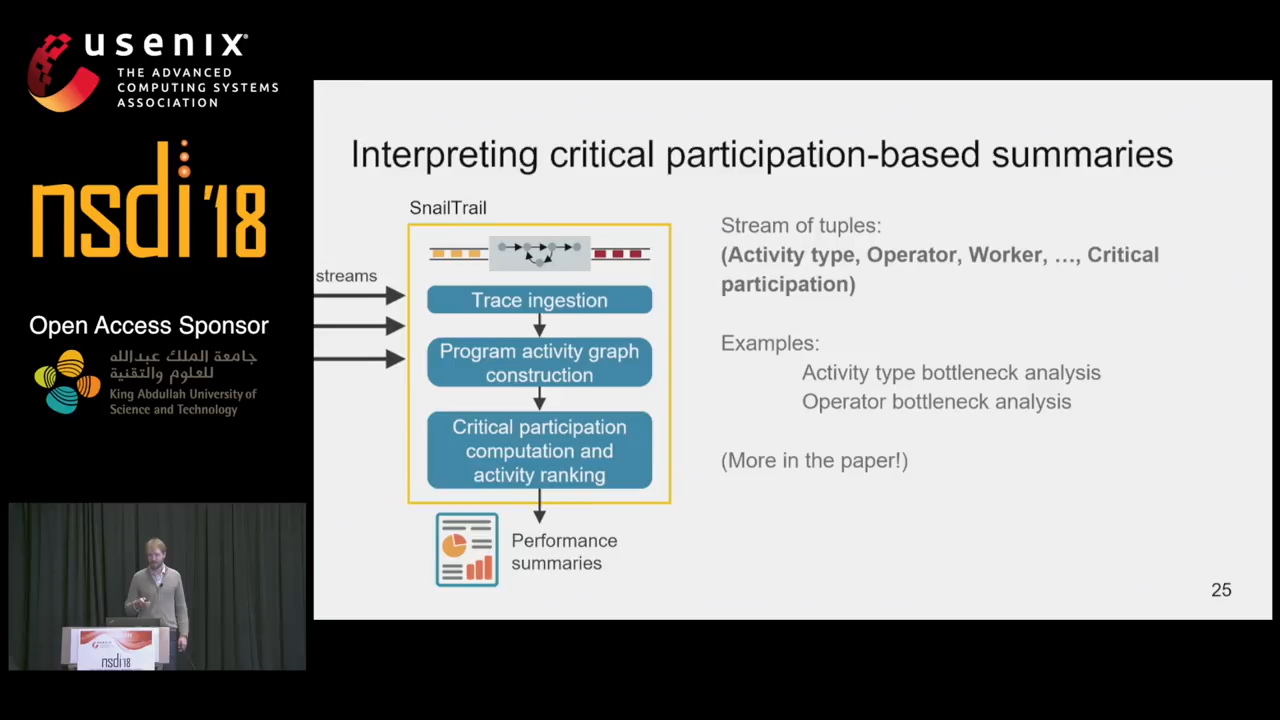 usenix
THE ADVANCED
COMPUTING SYSTEMS
ASSOCIATION
nsdi '18
Open Access Sponsor
جامعة الملك عبدالله
للعلوم والتقنية
King Abdullah University of
Science and Technology
Interpreting critical participation-based summaries
SnailTrail
streams
Trace ingestion
Program activity graph
construction
Critical participation
computation and
activity ranking
Performance
summaries
Stream of tuples:
(Activity type, Operator, Worker, …, Critical
participation)
Examples:
Activity type bottleneck analysis
Operator bottleneck analysis
(More in the paper!)
25
usenix
nsdi'18